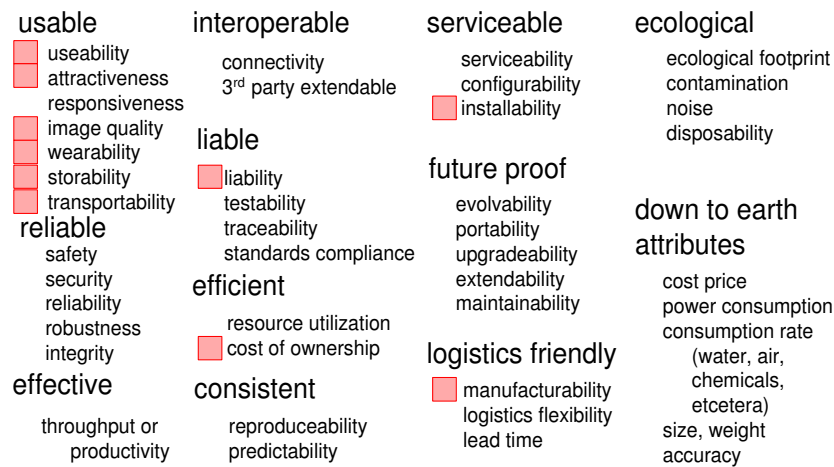 usable
useability
attractiveness
responsiveness
image quality
wearability
storability
transportability
reliable
safety
security
reliability
robustness
integrity
effective
throughput or
productivity
interoperable
connectivity
3rd party extendable
liable
liability
testability
traceability
standards compliance
efficient
resource utilization
cost of ownership
consistent
reproduceability
predictability
serviceable
serviceability
configurability
installability
future proof
evolvability
portability
upgradeability
extendability
maintainability
logistics friendly
manufacturability
logistics flexibility
lead time
ecological
ecological footprint
contamination
noise
disposability
down to earth
attributes
cost price
power consumption
consumption rate
(water, air,
chemicals,
etcetera)
size, weight
accuracy